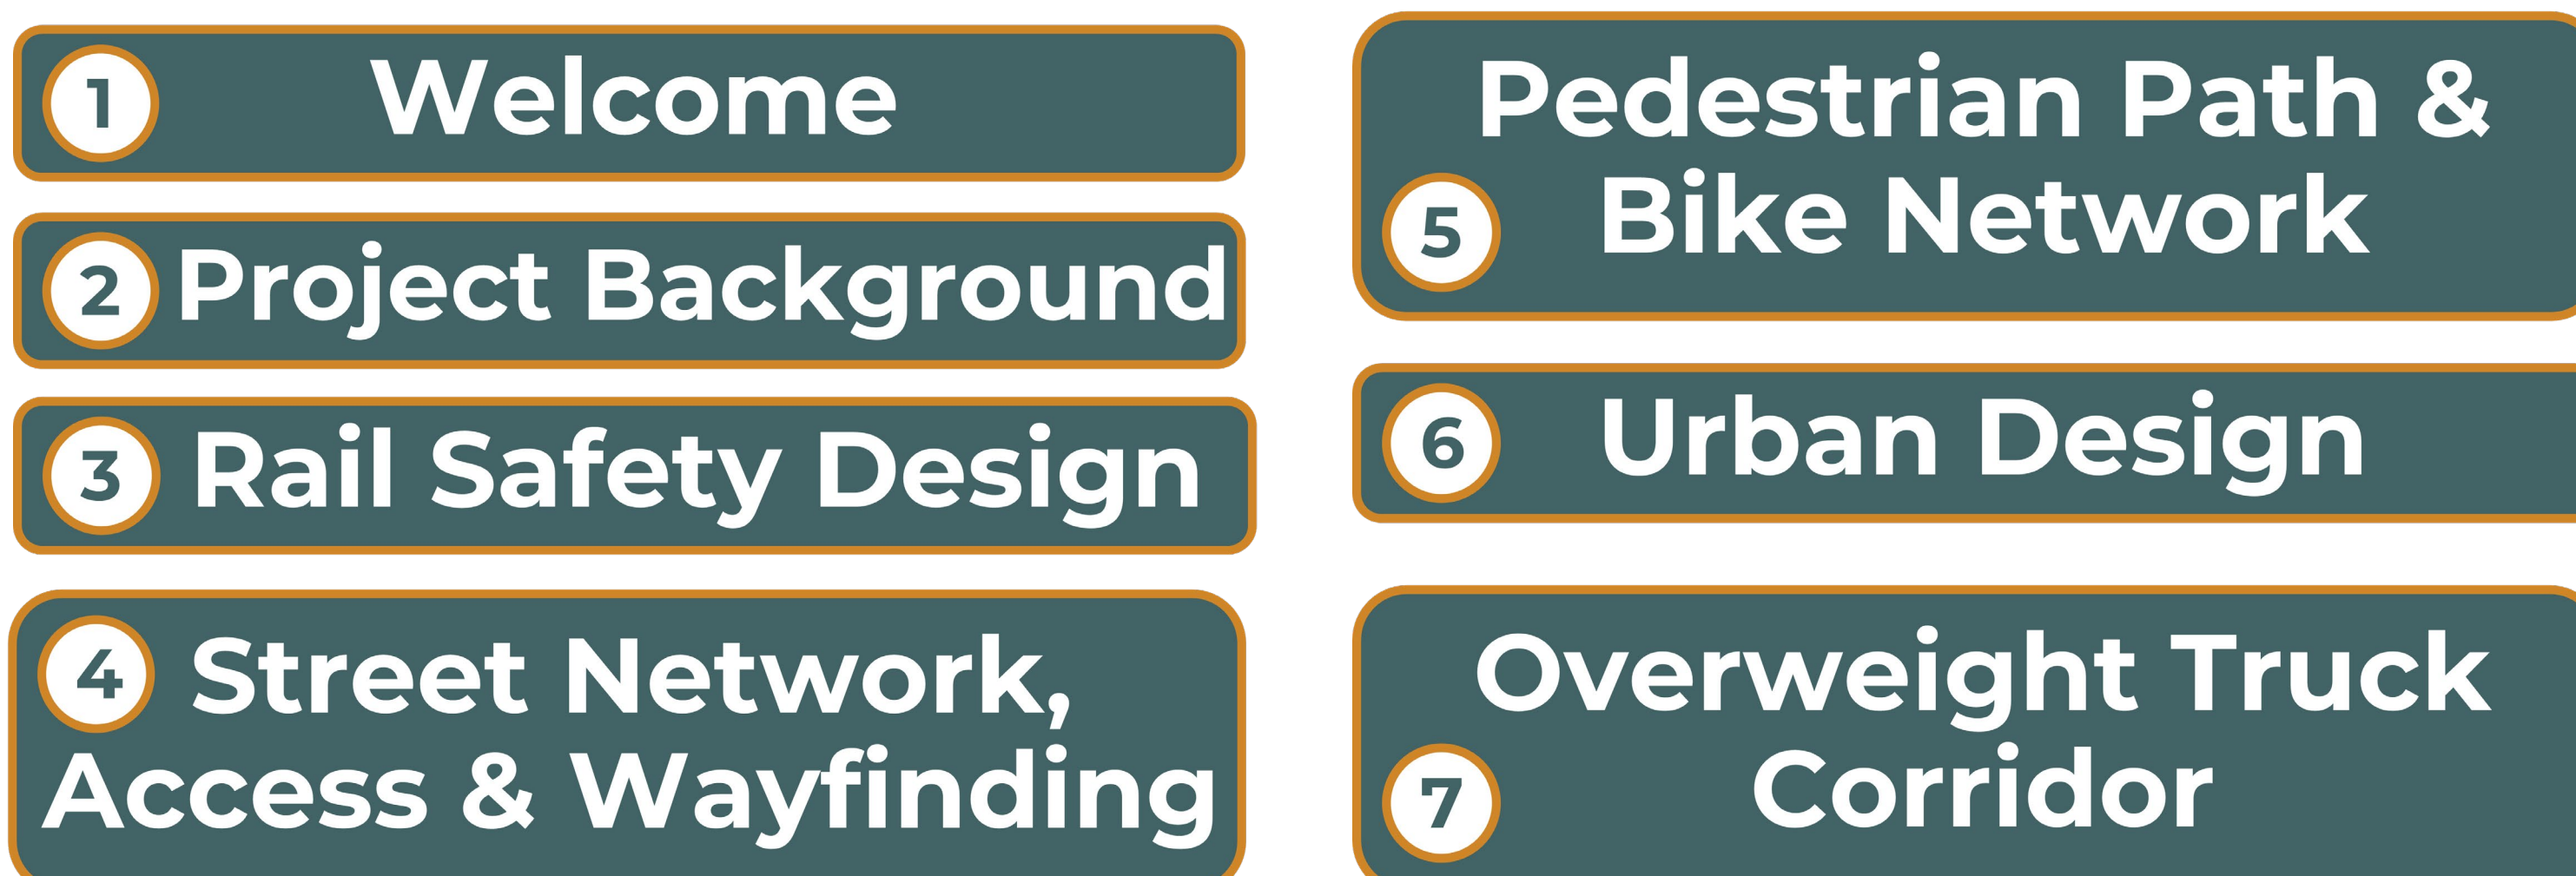 1 Welcome
2 Project Background
3 Rail Safety Design
4 Street Network,
Access & Wayfinding
Pedestrian Path &
5 Bike Network
6 Urban Design
Overweight Truck
7 Corridor